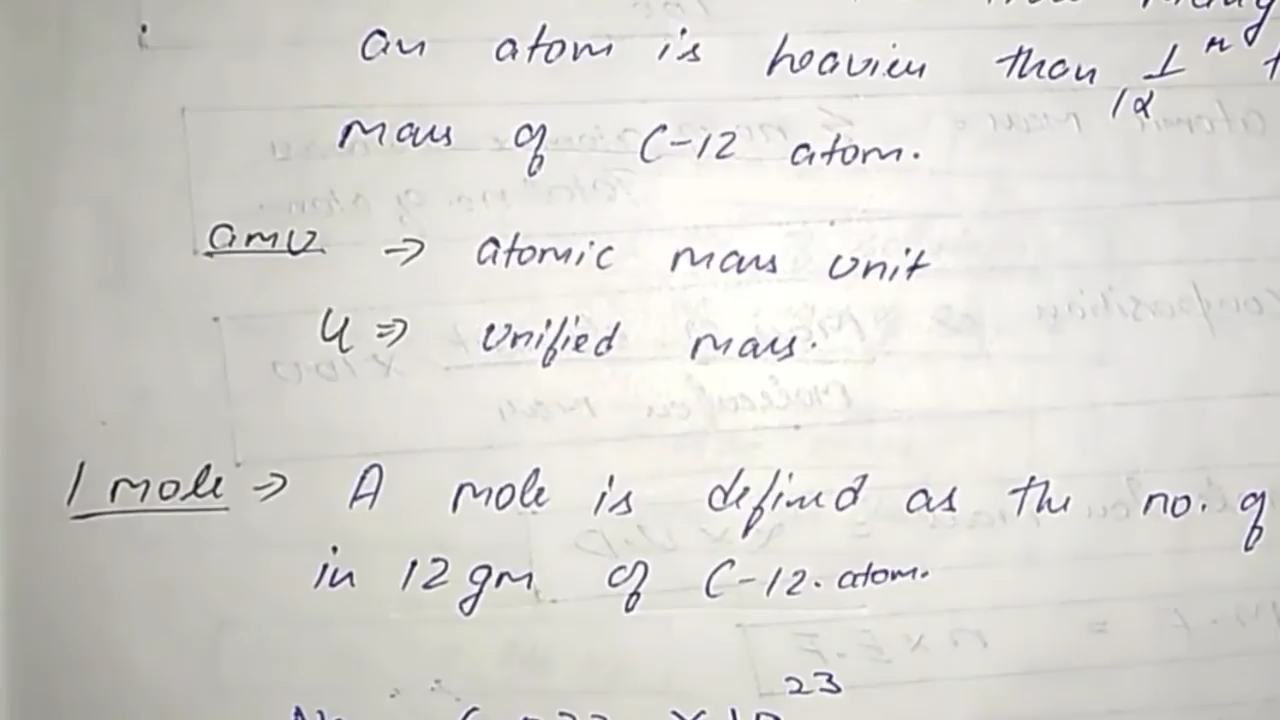 an atom is heavier than 1/12 th
mass of C-12 atom.
amu → atomic mass unit
u ⇒ Unified mass.
1 mole → A mole is defined as the no. of
in 12 gm of C-12. atom.
23